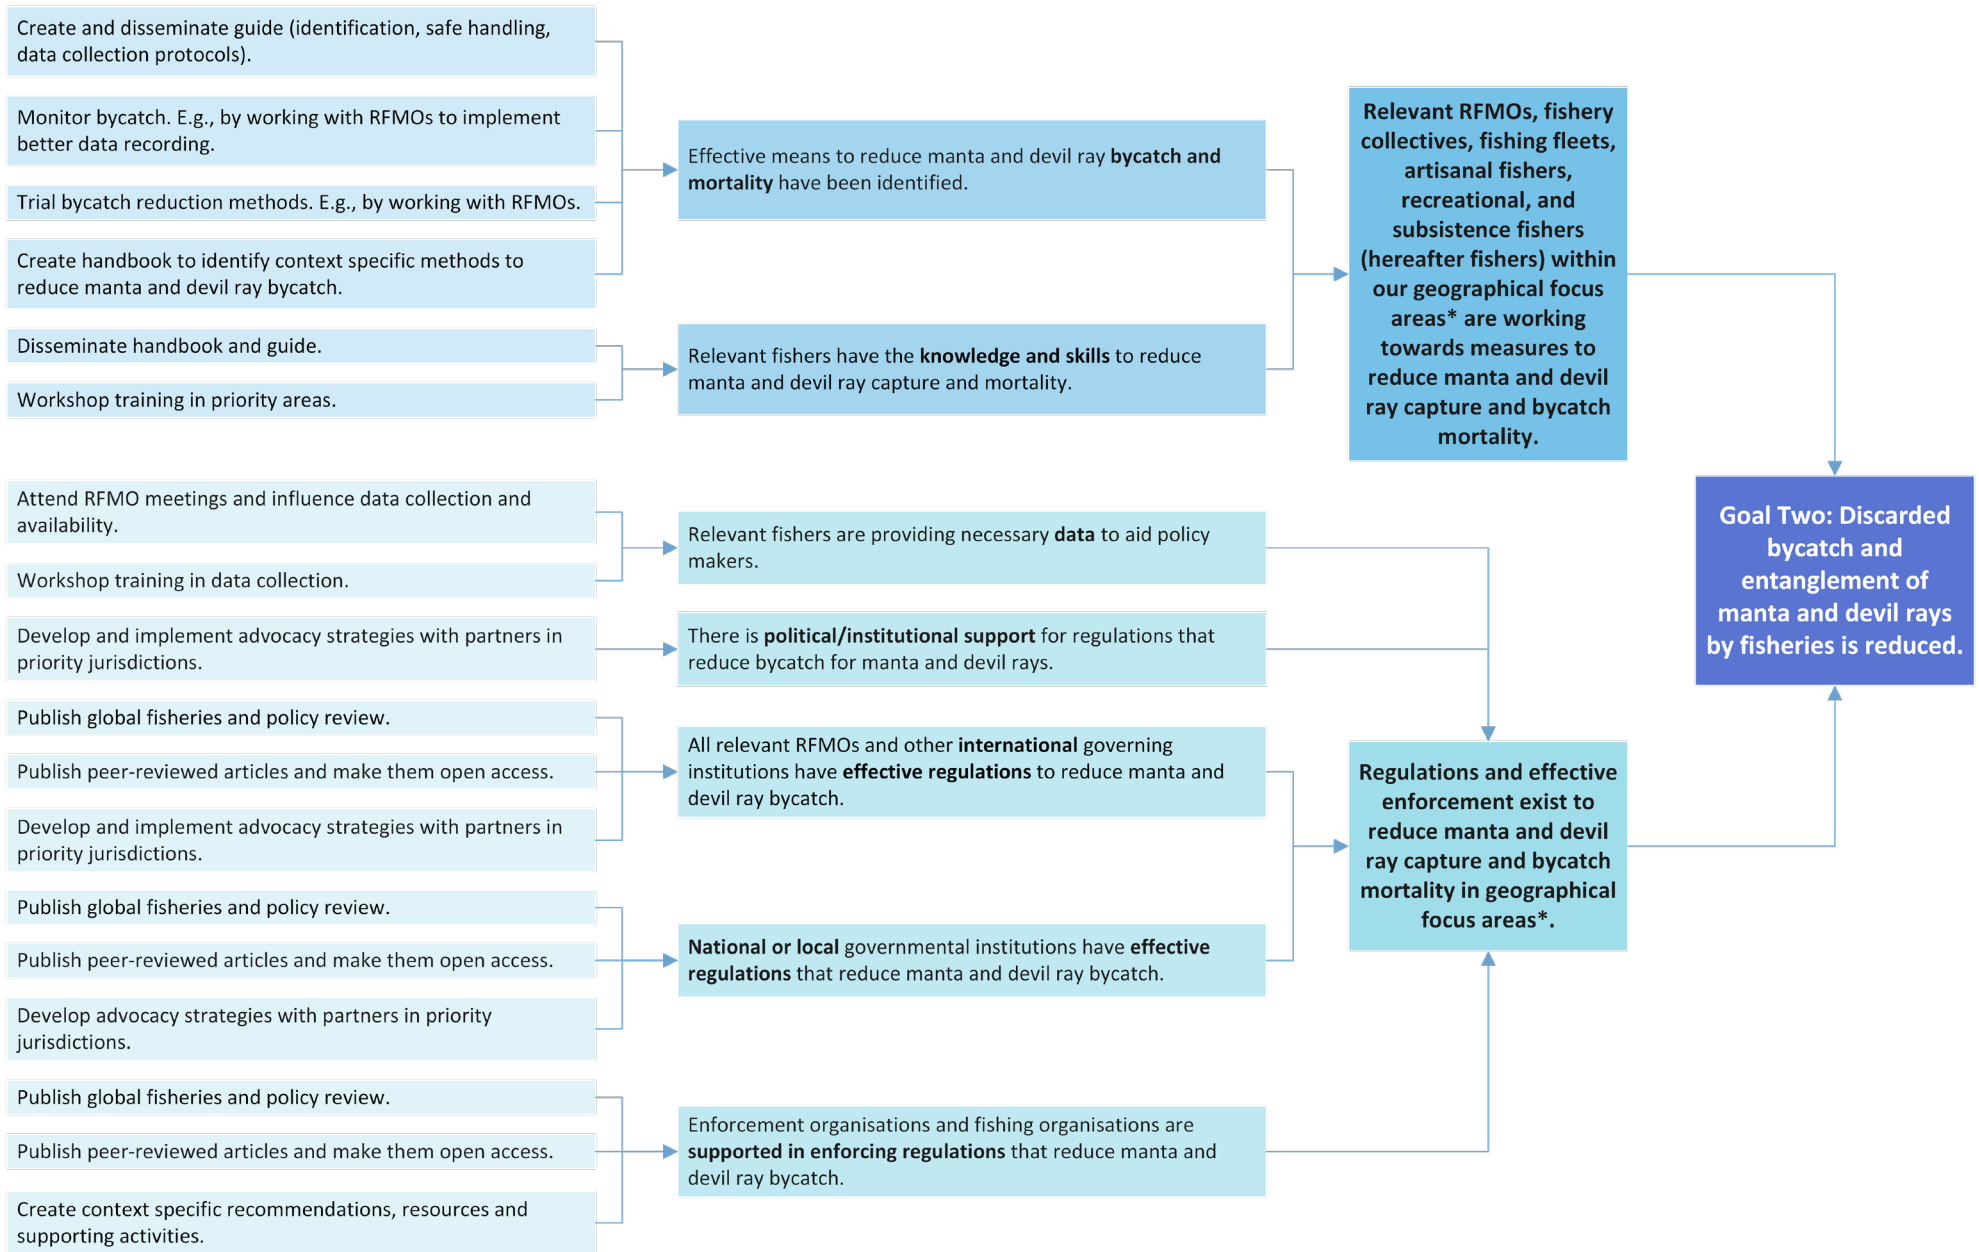 Create and disseminate guide (identification, safe handling,
data collection protocols).
Monitor bycatch. E.g., by working with RFMOs to implement
better data recording.
Trial bycatch reduction methods. E.g., by working with RFMOs.
Create handbook to identify context specific methods to
reduce manta and devil ray bycatch.
Disseminate handbook and guide.
Workshop training in priority areas.
Attend RFMO meetings and influence data collection and
availability.
Workshop training in data collection.
Develop and implement advocacy strategies with partners in
priority jurisdictions.
Publish global fisheries and policy review.
Publish peer-reviewed articles and make them open access.
Develop and implement advocacy strategies with partners in
priority jurisdictions.
Publish global fisheries and policy review.
Publish peer-reviewed articles and make them open access.
Develop advocacy strategies with partners in priority
jurisdictions.
Publish global fisheries and policy review.
Publish peer-reviewed articles and make them open access.
Create context specific recommendations, resources and
supporting activities.
Effective means to reduce manta and devil ray bycatch and
mortality have been identified.
Relevant fishers have the knowledge and skills to reduce
manta and devil ray capture and mortality.
Relevant fishers are providing necessary data to aid policy
makers.
There is political/institutional support for regulations that
reduce bycatch for manta and devil rays.
All relevant RFMOs and other international governing
institutions have effective regulations to reduce manta and
devil ray bycatch.
National or local governmental institutions have effective
regulations that reduce manta and devil ray bycatch.
Enforcement organisations and fishing organisations are
supported in enforcing regulations that reduce manta and
devil ray bycatch.
Relevant RFMOs, fishery
collectives, fishing fleets,
artisanal fishers,
recreational, and
subsistence fishers
(hereafter fishers) within
our geographical focus
areas* are working
towards measures to
reduce manta and devil
ray capture and bycatch
mortality.
Regulations and effective
enforcement exist to
reduce manta and devil
ray capture and bycatch
mortality in geographical
focus areas*.
Goal Two: Discarded
bycatch and
entanglement of
manta and devil rays
by fisheries is reduced.